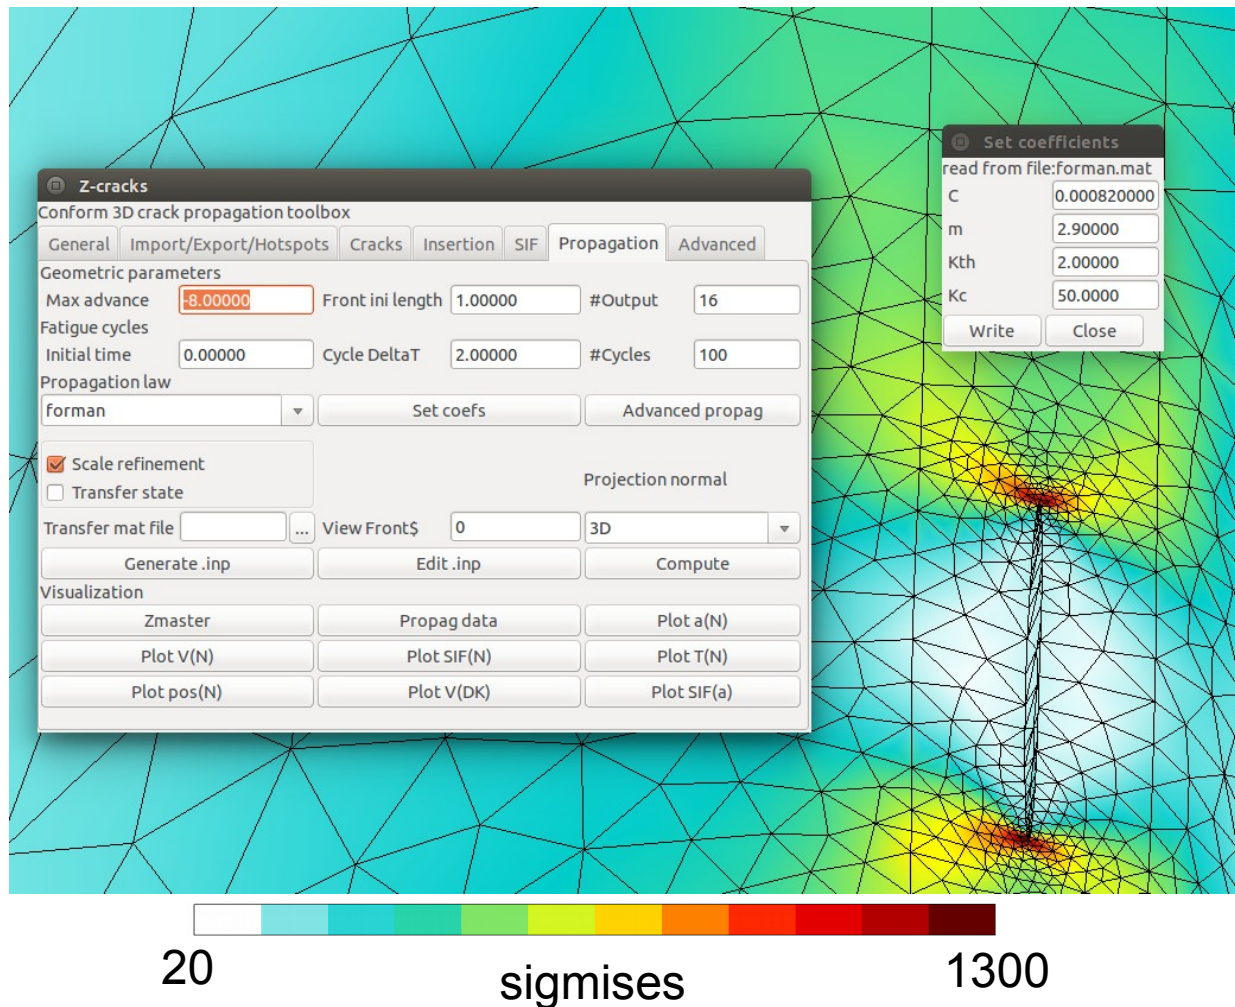 Z-cracks
Conform 3D crack propagation toolbox
General Import/Export/Hotspots Cracks Insertion SIF Propagation Advanced
Geometric parameters
Max advance -8.00000 Front ini length 1.00000 #Output 16
Fatigue cycles
Initial time 0.00000 Cycle DeltaT 2.00000 #Cycles 100
Propagation law
forman Set coefs Advanced propag
Scale refinement
Transfer state
Projection normal
Transfer mat file ... View Front$ 0 3D
Generate .inp Edit .inp Compute
Visualization
Zmaster Propag data Plot a(N)
Plot V(N) Plot SIF(N) Plot T(N)
Plot pos(N) Plot V(DK) Plot SIF(a)
Set coefficients
read from file:forman.mat
C 0.000820000
m 2.90000
Kth 2.00000
Kc 50.0000
Write Close
20 sigmises 1300